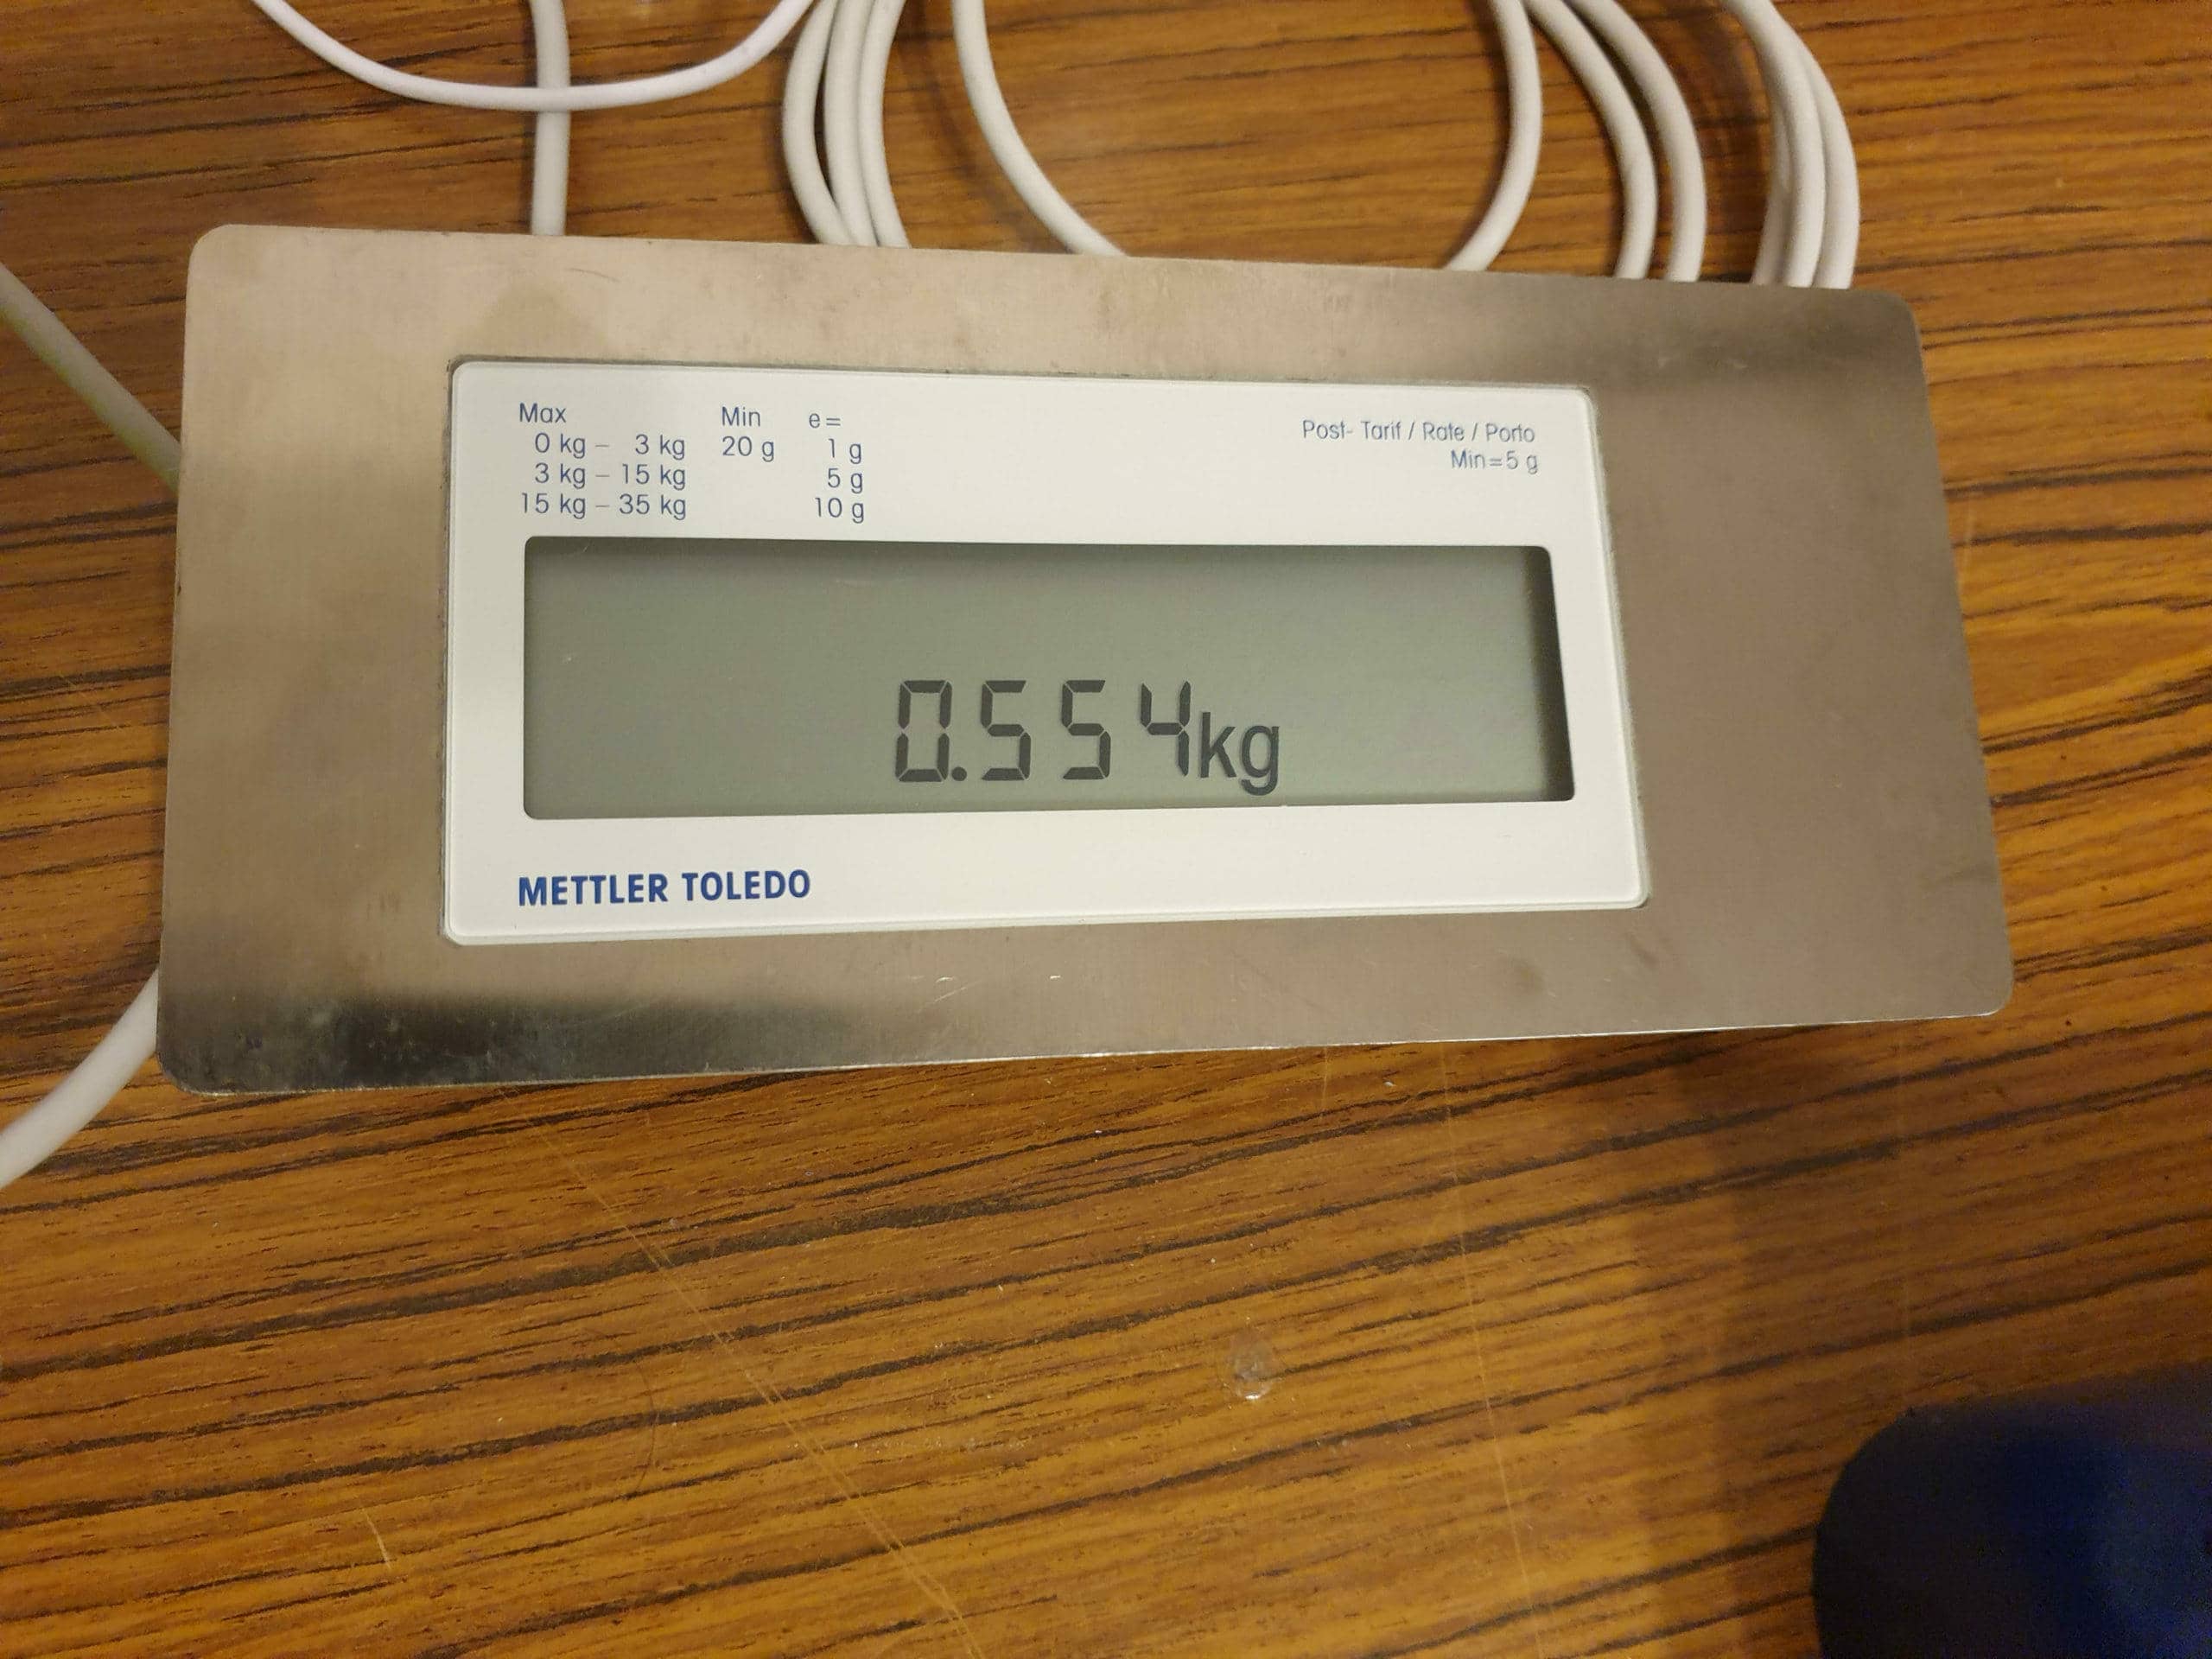 Max Min e=
0 kg – 3 kg 20 g 1 g
3 kg – 15 kg 5 g
15 kg – 35 kg 10 g
Post- Tarif / Rate / Porto
Min=5 g
0.554kg
METTLER TOLEDO